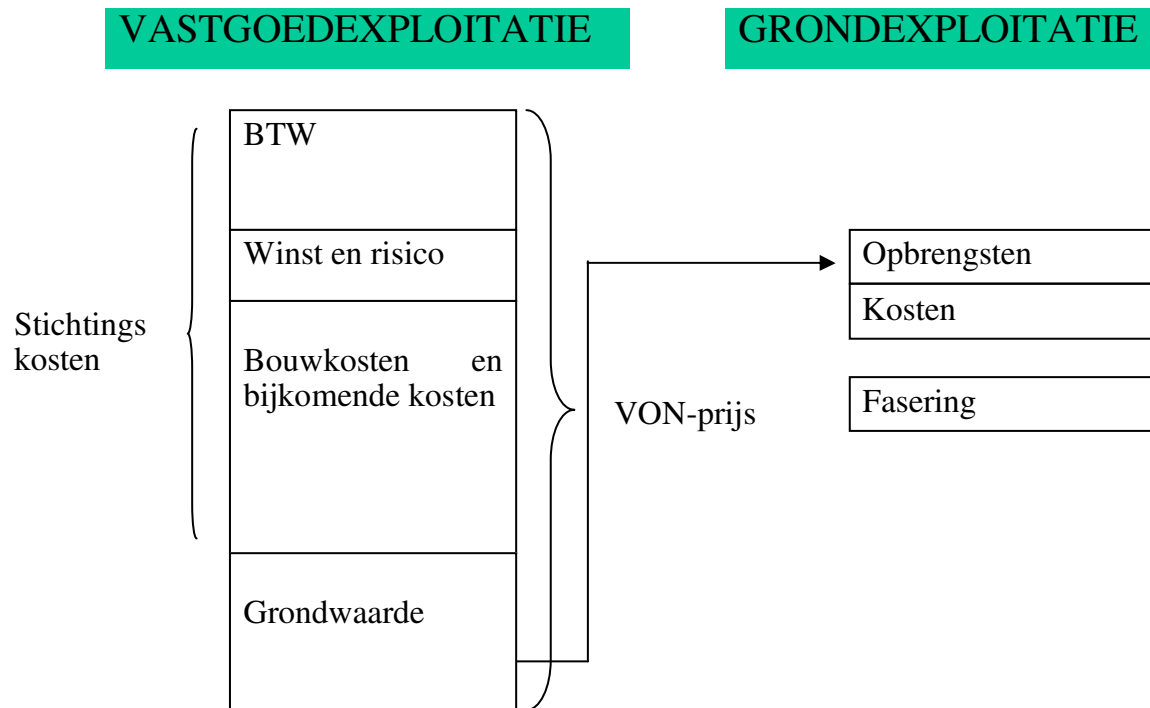 VASTGOEDEXPLOITATIE
GRONDEXPLOITATIE
BTW
Winst en risico
Opbrengsten
Kosten
Stichtings
kosten
Bouwkosten en
bijkomende kosten
VON-prijs
Fasering
Grondwaarde